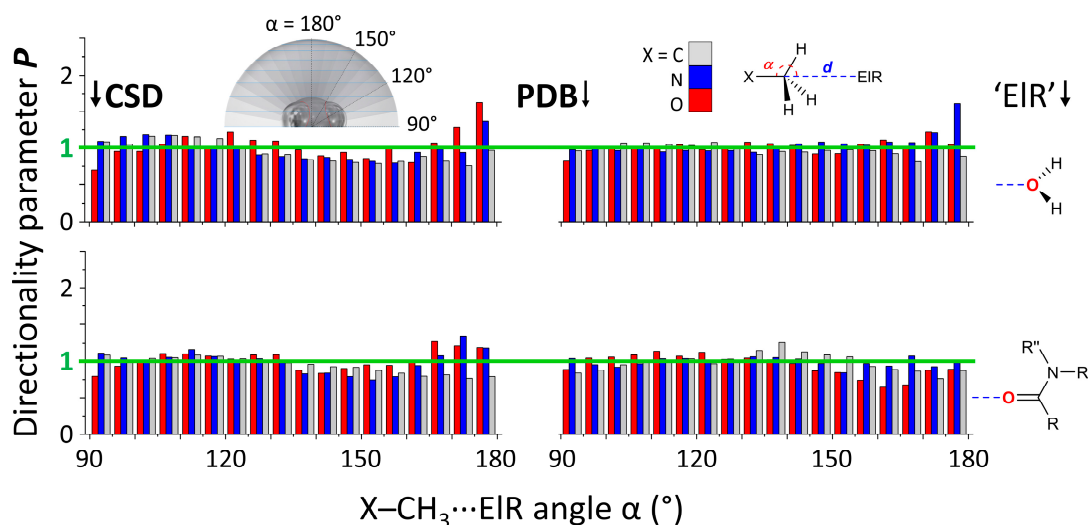 Directionality parameter P
2
1
0
↓CSD
α = 180°
150°
120°
90°
PDB↓
X = C
N
O
X
α
H
H
H
d
ElR
'ElR'↓
O
H
H
2
1
0
90
120
150
180
90
120
150
180
O
R"
N
R
R
X–CH₃···ElR angle α (°)